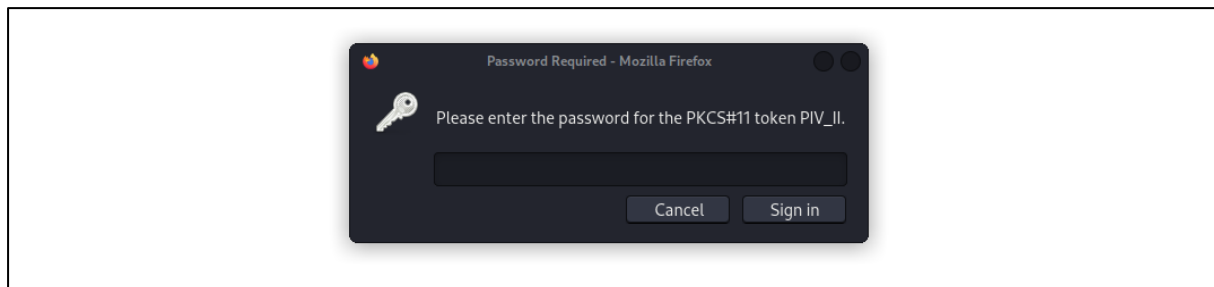 Password Required - Mozilla Firefox
Please enter the password for the PKCS#11 token PIV_II.
Cancel Sign in